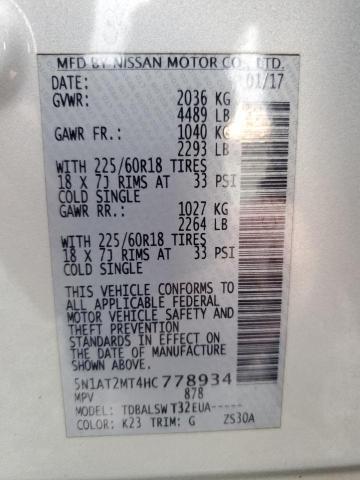 MFD BY NISSAN MOTOR CO., LTD.
DATE: 01/17
GVWR: 2036 KG
4489 LB
GAWR FR.: 1040 KG
2293 LB
WITH 225/60R18 TIRES
18 X 7J RIMS AT 33 PSI
COLD SINGLE
GAWR RR.: 1027 KG
2264 LB
WITH 225/60R18 TIRES
18 X 7J RIMS AT 33 PSI
COLD SINGLE
THIS VEHICLE CONFORMS TO
ALL APPLICABLE FEDERAL
MOTOR VEHICLE SAFETY AND
THEFT PREVENTION
STANDARDS IN EFFECT ON
THE DATE OF MANUFACTURE
SHOWN ABOVE.
5N1AT2MT4HC778934
MPV 878
MODEL: TDBALSWT32EUA-----
COLOR: K23 TRIM: G ZS30A